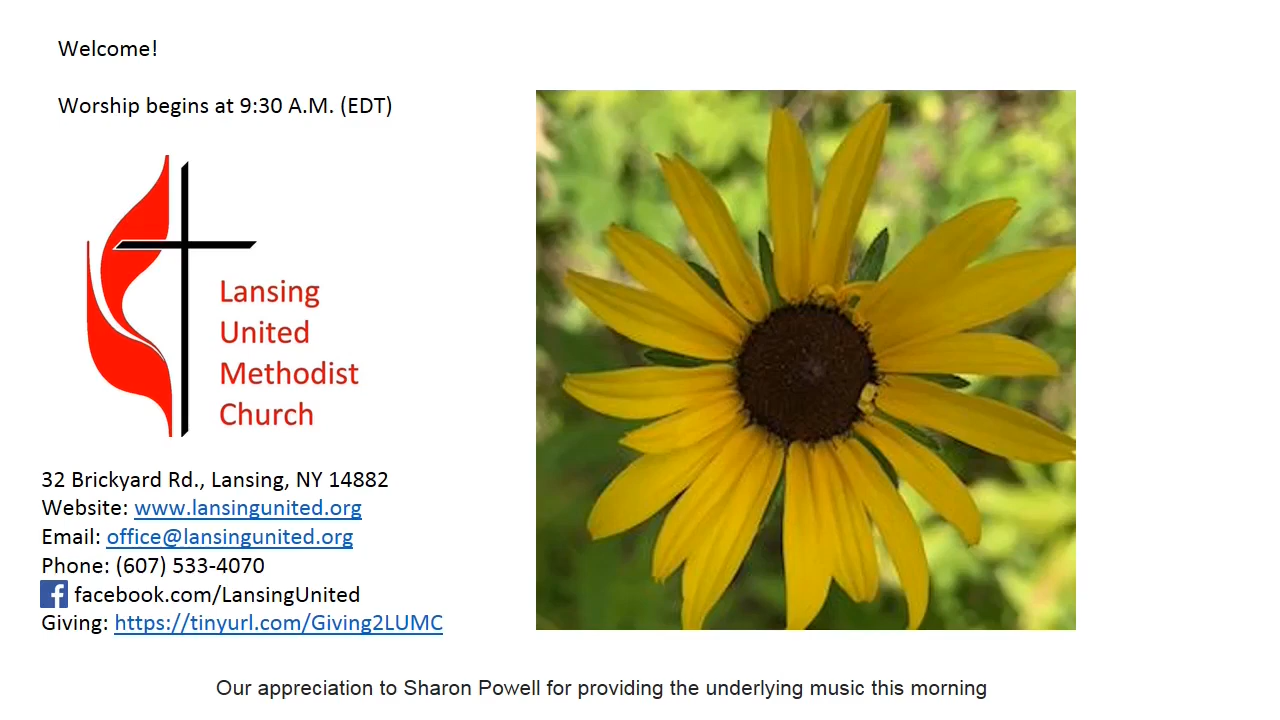 Welcome!
Worship begins at 9:30 A.M. (EDT)
Lansing
United
Methodist
Church
32 Brickyard Rd., Lansing, NY 14882
Website: www.lansingunited.org
Email: office@lansingunited.org
Phone: (607) 533-4070
facebook.com/LansingUnited
Giving: https://tinyurl.com/Giving2LUMC
Our appreciation to Sharon Powell for providing the underlying music this morning